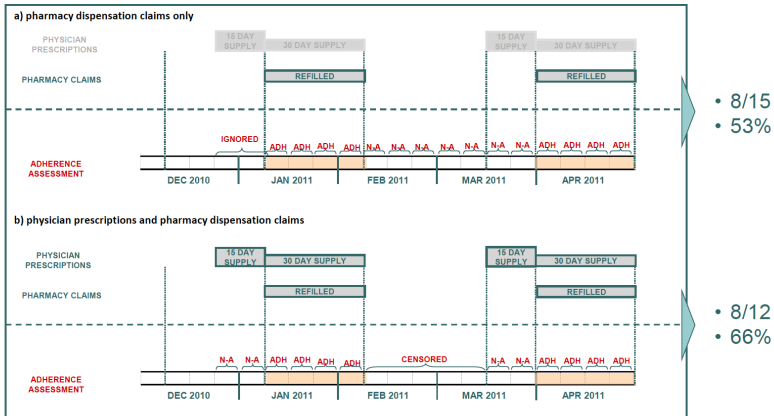 a) pharmacy dispensation claims only
15 DAY
SUPPLY
30 DAY SUPPLY
15 DAY
SUPPLY
30 DAY SUPPLY
PHYSICIAN
PRESCRIPTIONS
PHARMACY CLAIMS
REFILLED
REFILLED
• 8/15
• 53%
IGNORED
ADH ADH ADH ADH N-A N-A N-A N-A N-A N-A N-A ADH ADH ADH ADH
ADHERENCE
ASSESSMENT
DEC 2010 JAN 2011 FEB 2011 MAR 2011 APR 2011
b) physician prescriptions and pharmacy dispensation claims
15 DAY
SUPPLY
30 DAY SUPPLY
15 DAY
SUPPLY
30 DAY SUPPLY
PHYSICIAN
PRESCRIPTIONS
PHARMACY CLAIMS
REFILLED
REFILLED
• 8/12
• 66%
N-A N-A ADH ADH ADH ADH CENSORED N-A N-A ADH ADH ADH ADH
ADHERENCE
ASSESSMENT
DEC 2010 JAN 2011 FEB 2011 MAR 2011 APR 2011